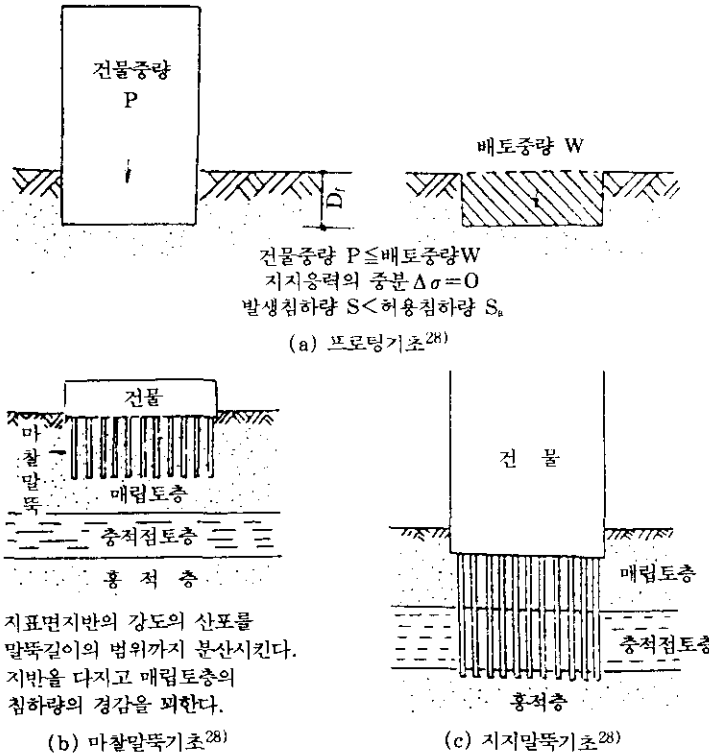 건물중량
P
배토중량 W
D_f
건물중량 P≦배토중량W
지지응력의 증분 Δσ=0
발생침하량 S<허용침하량 Sₐ
(a) 프로팅기초²⁸⁾
건물
마찰말뚝
매립토층
충적점토층
홍적층
지표면지반의 강도의 산포를
말뚝길이의 범위까지 분산시킨다.
지반을 다지고 매립토층의
침하량의 경감을 꾀한다.
(b) 마찰말뚝기초²⁸⁾
건 물
매립토층
충적점토층
홍적층
(c) 지지말뚝기초²⁸⁾